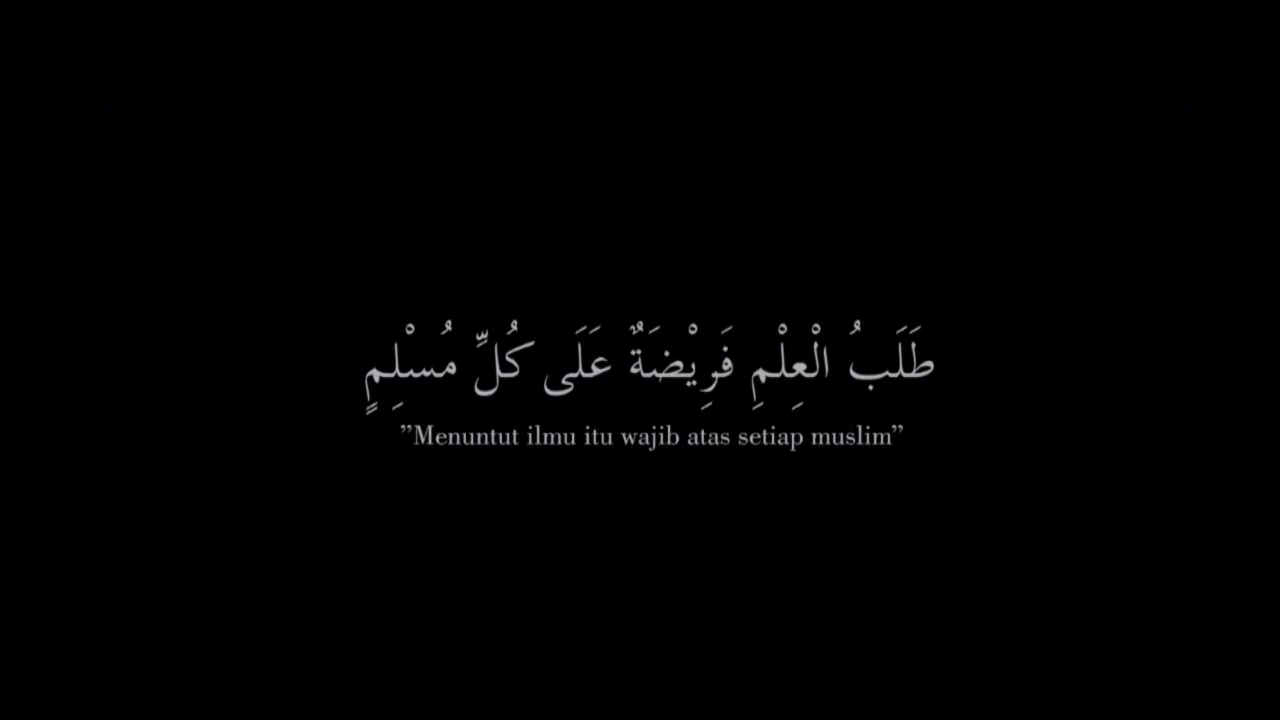 طَلَبُ الْعِلْمِ فَرِيْضَةٌ عَلَى كُلِّ مُسْلِمٍ
”Menuntut ilmu itu wajib atas setiap muslim”